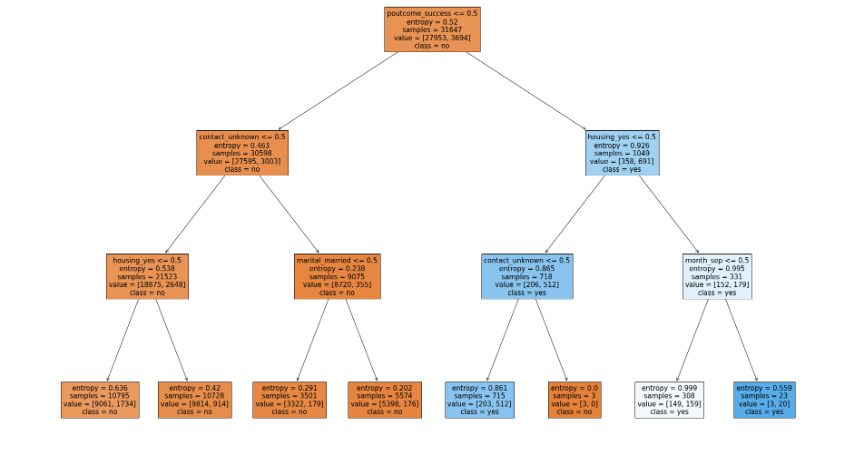 poutcome_success <= 0.5
entropy = 0.52
samples = 31647
value = [27953, 3694]
class = no
contact_unknown <= 0.5
entropy = 0.463
samples = 30598
value = [27595, 3003]
class = no
housing_yes <= 0.5
entropy = 0.926
samples = 1049
value = [358, 691]
class = yes
housing_yes <= 0.5
entropy = 0.538
samples = 21523
value = [18875, 2648]
class = no
marital_married <= 0.5
entropy = 0.238
samples = 9075
value = [8720, 355]
class = no
contact_unknown <= 0.5
entropy = 0.865
samples = 718
value = [206, 512]
class = yes
month_sep <= 0.5
entropy = 0.995
samples = 331
value = [152, 179]
class = yes
entropy = 0.636
samples = 10795
value = [9061, 1734]
class = no
entropy = 0.42
samples = 10728
value = [9814, 914]
class = no
entropy = 0.291
samples = 3501
value = [3322, 179]
class = no
entropy = 0.202
samples = 5574
value = [5398, 176]
class = no
entropy = 0.861
samples = 715
value = [203, 512]
class = yes
entropy = 0.0
samples = 3
value = [3, 0]
class = no
entropy = 0.999
samples = 308
value = [149, 159]
class = yes
entropy = 0.559
samples = 23
value = [3, 20]
class = yes